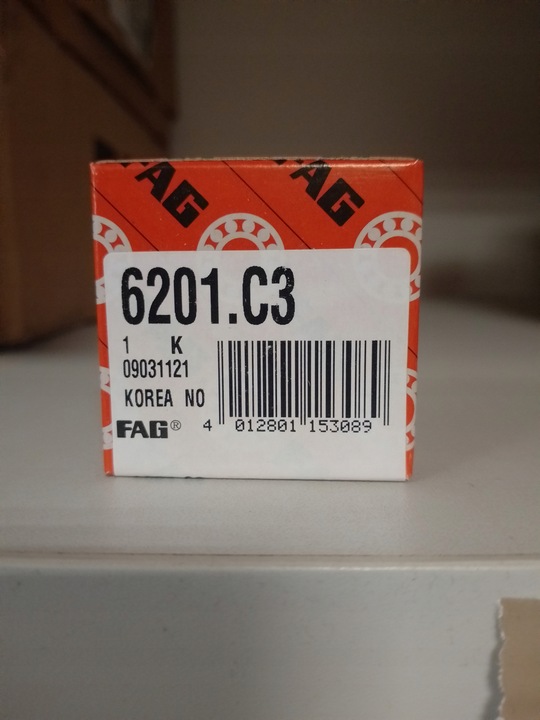 FAG FAG
6201.C3
1 K
09031121
KOREA NO
FAG®
4 012801 153089